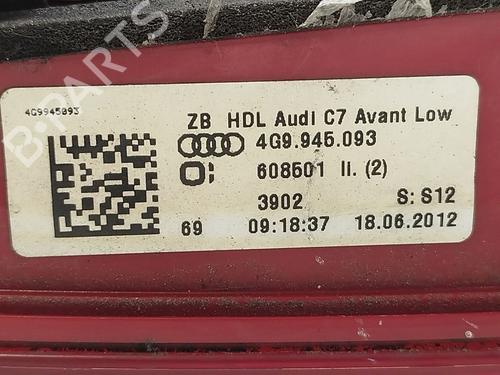 4G9945093
ZB HDL Audi C7 Avant Low
4G9.945.093
608501 II. (2)
3902 S: S12
69 09:18:37 18.06.2012
B-PARTS